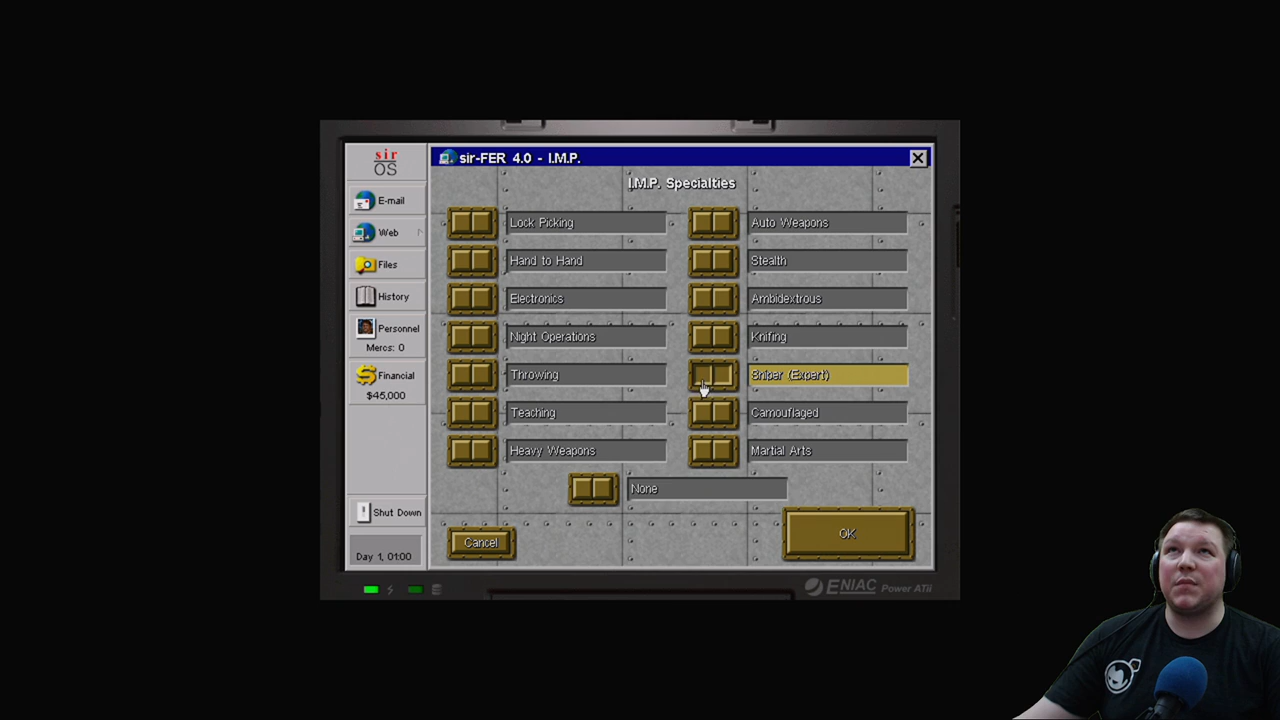 sir
OS
sir-FER 4.0 - I.M.P.
I.M.P. Specialties
E-mail
Web
Files
History
Personnel
Mercs: 0
Financial
$45,000
Shut Down
Day 1, 01:00
Lock Picking
Auto Weapons
Hand to Hand
Stealth
Electronics
Ambidextrous
Night Operations
Knifing
Throwing
Sniper (Expert)
Teaching
Camouflaged
Heavy Weapons
Martial Arts
None
Cancel
OK
ENIAC Power ATii